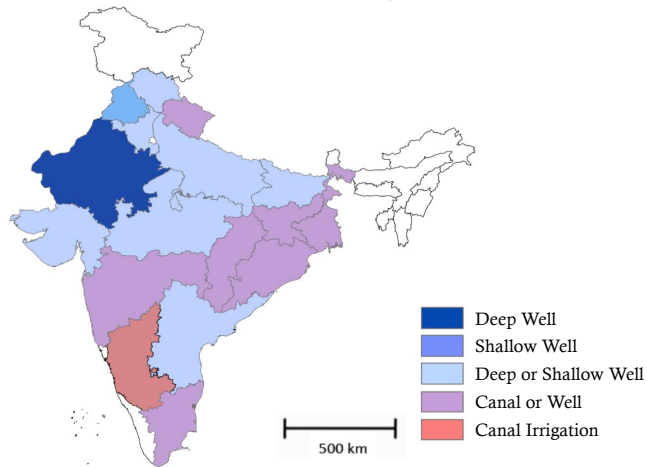 Deep Well
Shallow Well
Deep or Shallow Well
Canal or Well
Canal Irrigation
500 km